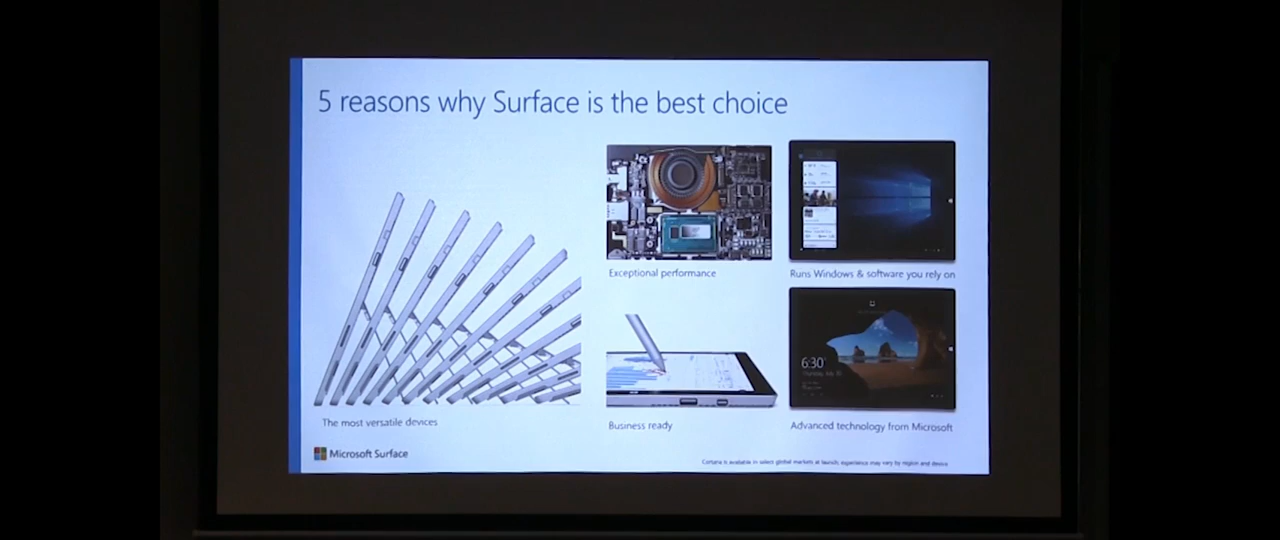 5 reasons why Surface is the best choice
Exceptional performance
Runs Windows & software you rely on
6:30
The most versatile devices
Business ready
Advanced technology from Microsoft
Microsoft Surface
Cortana is available in select global markets at launch; experience may vary by region and device